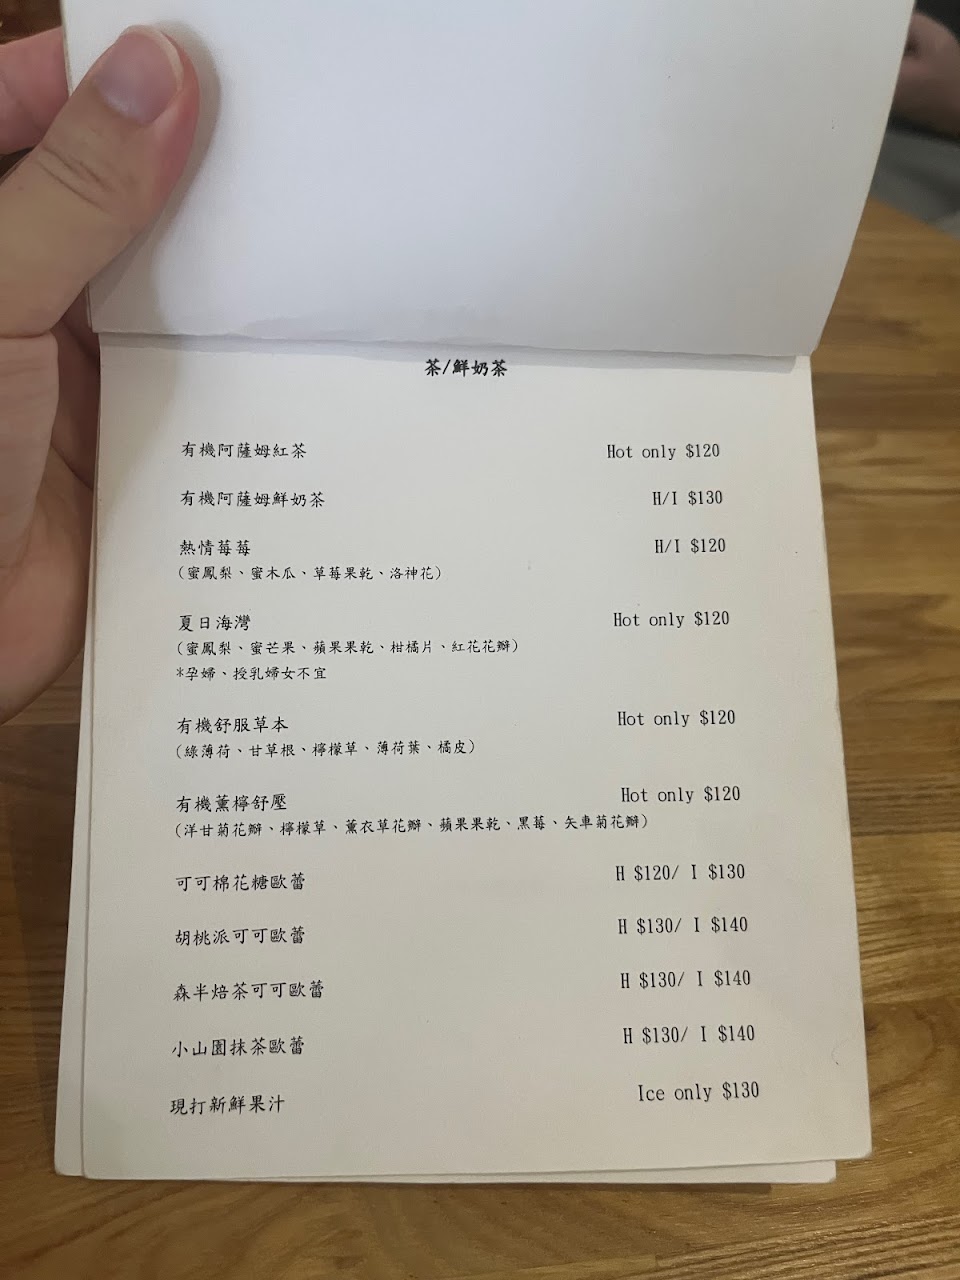 茶/鮮奶茶
有機阿薩姆紅茶 Hot only $120
有機阿薩姆鮮奶茶 H/I $130
熱情莓莓 H/I $120
(蜜鳳梨、蜜木瓜、草莓果乾、洛神花)
夏日海灣 Hot only $120
(蜜鳳梨、蜜芒果、蘋果果乾、柑橘片、紅花花瓣)
*孕婦、授乳婦女不宜
有機舒服草本 Hot only $120
(綠薄荷、甘草根、檸檬草、薄荷葉、橘皮)
有機薰檸舒壓 Hot only $120
(洋甘菊花瓣、檸檬草、薰衣草花瓣、蘋果果乾、黑莓、矢車菊花瓣)
可可棉花糖歐蕾 H $120/ I $130
胡桃派可可歐蕾 H $130/ I $140
森半焙茶可可歐蕾 H $130/ I $140
小山園抹茶歐蕾 H $130/ I $140
現打新鮮果汁 Ice only $130